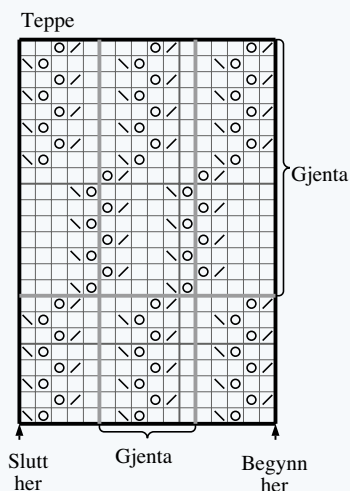 Teppe
Gjenta
Gjenta
Slutt
her
Begynn
her